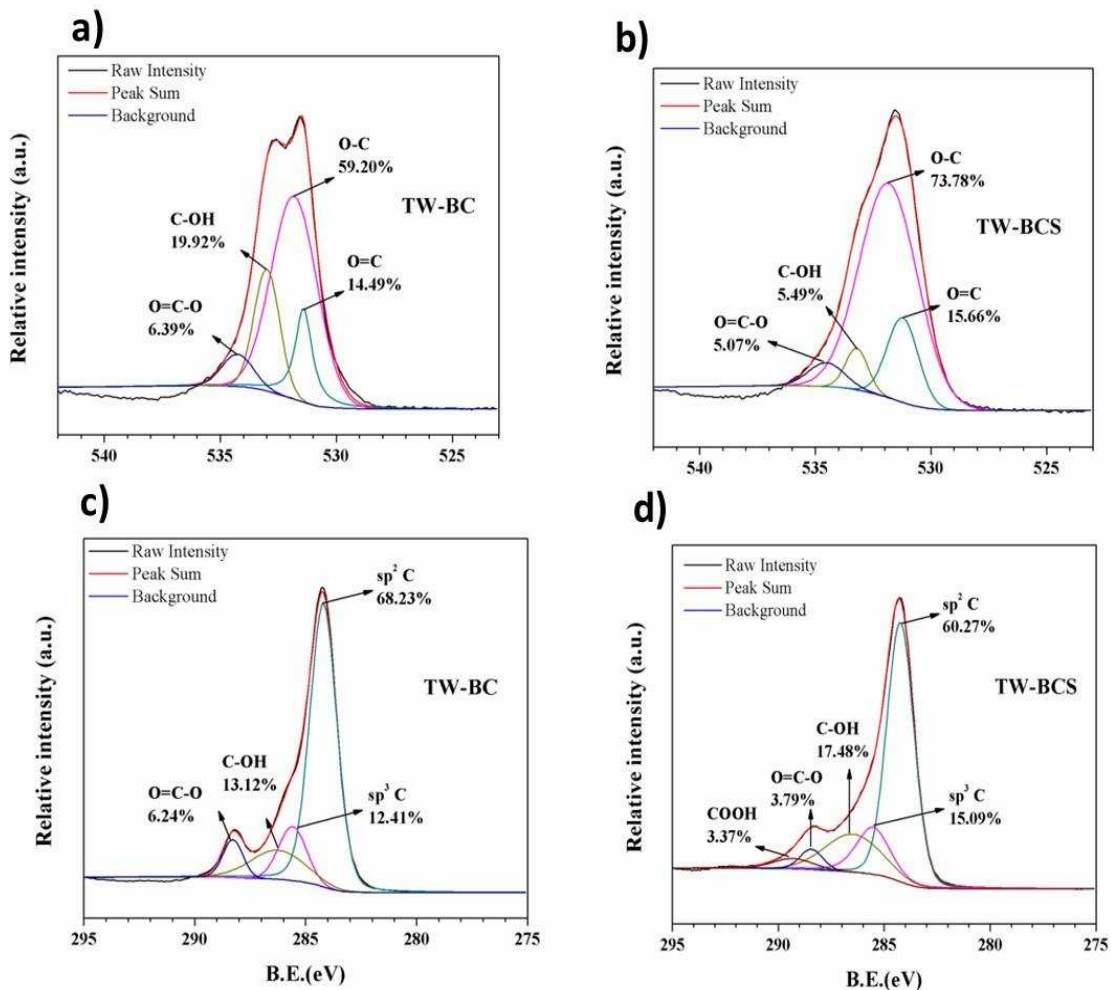 a)
Raw Intensity
Peak Sum
Background
O-C
59.20%
TW-BC
C-OH
19.92%
O=C
14.49%
O=C-O
6.39%
Relative intensity (a.u.)
540
535
530
525
b)
Raw Intensity
Peak Sum
Background
O-C
73.78%
TW-BCS
C-OH
5.49%
O=C
15.66%
O=C-O
5.07%
Relative intensity (a.u.)
540
535
530
525
c)
Raw Intensity
Peak Sum
Background
sp² C
68.23%
TW-BC
C-OH
13.12%
O=C-O
6.24%
sp³ C
12.41%
Relative intensity (a.u.)
295
290
285
280
275
B.E.(eV)
d)
Raw Intensity
Peak Sum
Background
sp² C
60.27%
TW-BCS
C-OH
17.48%
O=C-O
3.79%
COOH
3.37%
sp³ C
15.09%
Relative intensity (a.u.)
295
290
285
280
275
B.E.(eV)